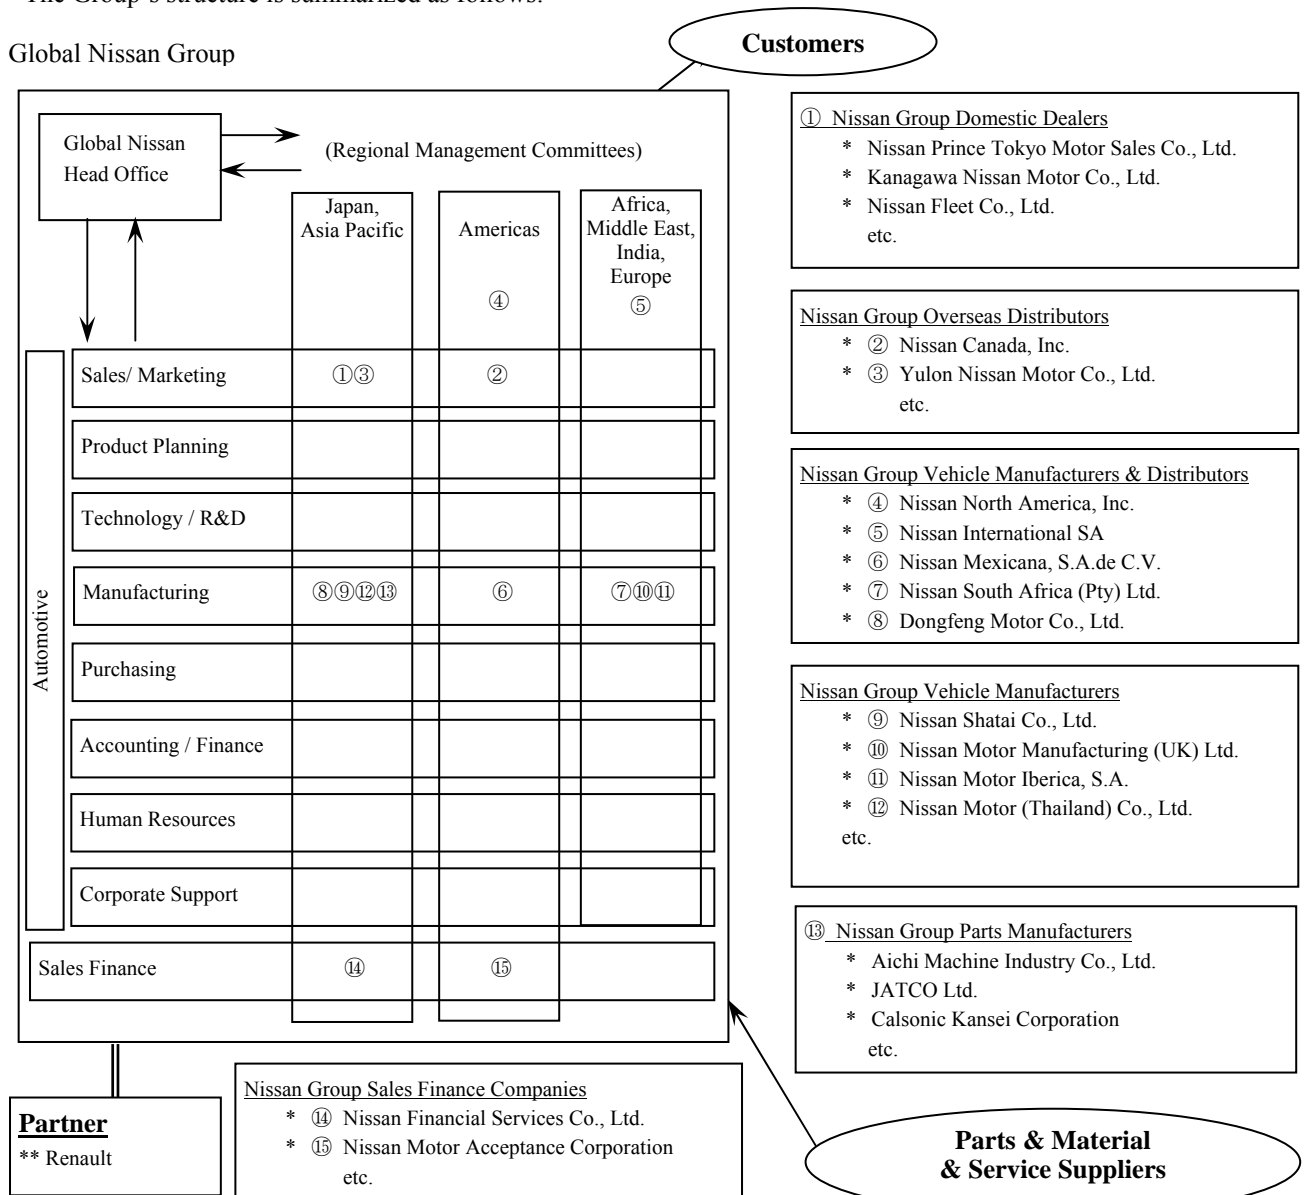 The Group's structure is summarized as follows:
Global Nissan Group
Customers
Global Nissan
Head Office
(Regional Management Committees)
Japan,
Asia Pacific
Americas
④
Africa,
Middle East,
India,
Europe
⑤
Automotive
Sales/ Marketing ①③ ②
Product Planning
Technology / R&D
Manufacturing ⑧⑨⑫⑬ ⑥ ⑦⑩⑪
Purchasing
Accounting / Finance
Human Resources
Corporate Support
Sales Finance ⑭ ⑮
① Nissan Group Domestic Dealers
* Nissan Prince Tokyo Motor Sales Co., Ltd.
* Kanagawa Nissan Motor Co., Ltd.
* Nissan Fleet Co., Ltd.
etc.
Nissan Group Overseas Distributors
* ② Nissan Canada, Inc.
* ③ Yulon Nissan Motor Co., Ltd.
etc.
Nissan Group Vehicle Manufacturers & Distributors
* ④ Nissan North America, Inc.
* ⑤ Nissan International SA
* ⑥ Nissan Mexicana, S.A.de C.V.
* ⑦ Nissan South Africa (Pty) Ltd.
* ⑧ Dongfeng Motor Co., Ltd.
Nissan Group Vehicle Manufacturers
* ⑨ Nissan Shatai Co., Ltd.
* ⑩ Nissan Motor Manufacturing (UK) Ltd.
* ⑪ Nissan Motor Iberica, S.A.
* ⑫ Nissan Motor (Thailand) Co., Ltd.
etc.
⑬ Nissan Group Parts Manufacturers
* Aichi Machine Industry Co., Ltd.
* JATCO Ltd.
* Calsonic Kansei Corporation
etc.
Partner
** Renault
Nissan Group Sales Finance Companies
* ⑭ Nissan Financial Services Co., Ltd.
* ⑮ Nissan Motor Acceptance Corporation
etc.
Parts & Material
& Service Suppliers